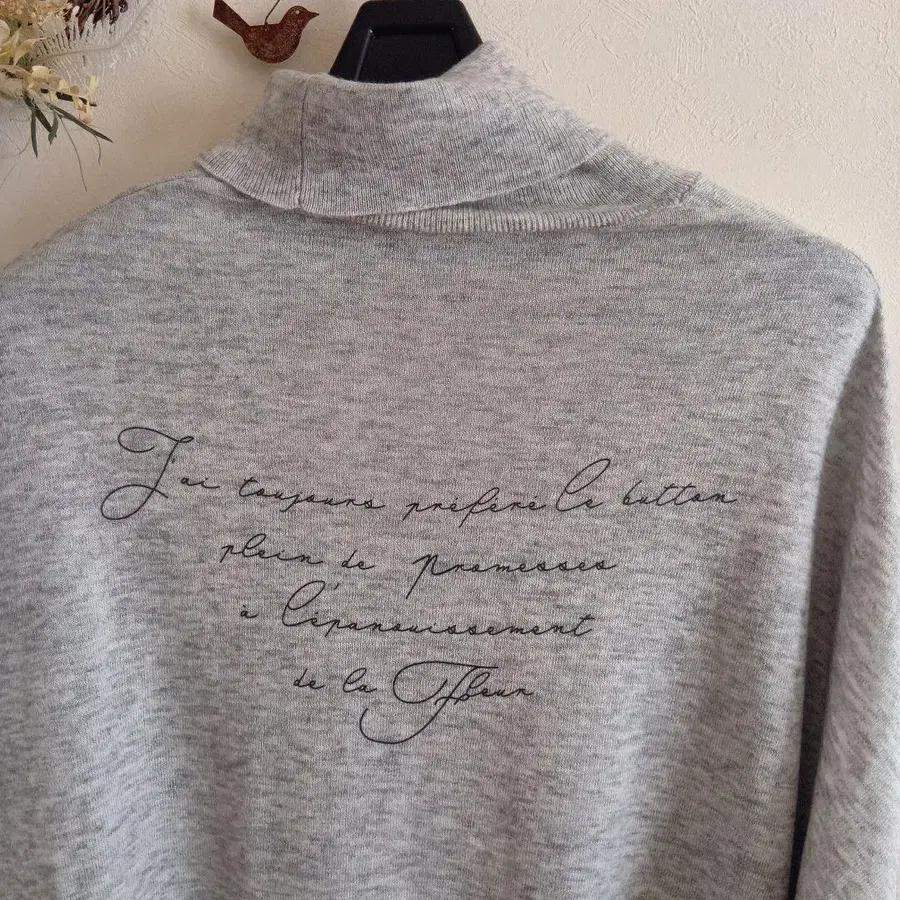 J'ai toujours préféré le button
plein de promesses
à l'épanouissement
de la Fleur